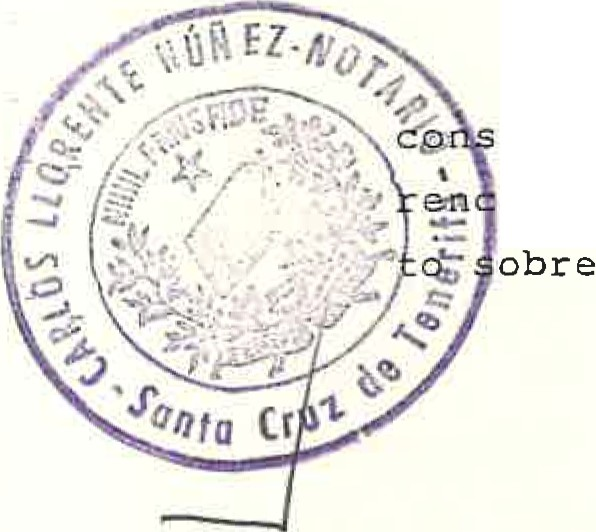 CARLOS LLORENTE NÚÑEZ-NOTARIO-
-Santa Cruz de Tenerife
NIHIL PRIUS FIDE
cons
renc
to sobre